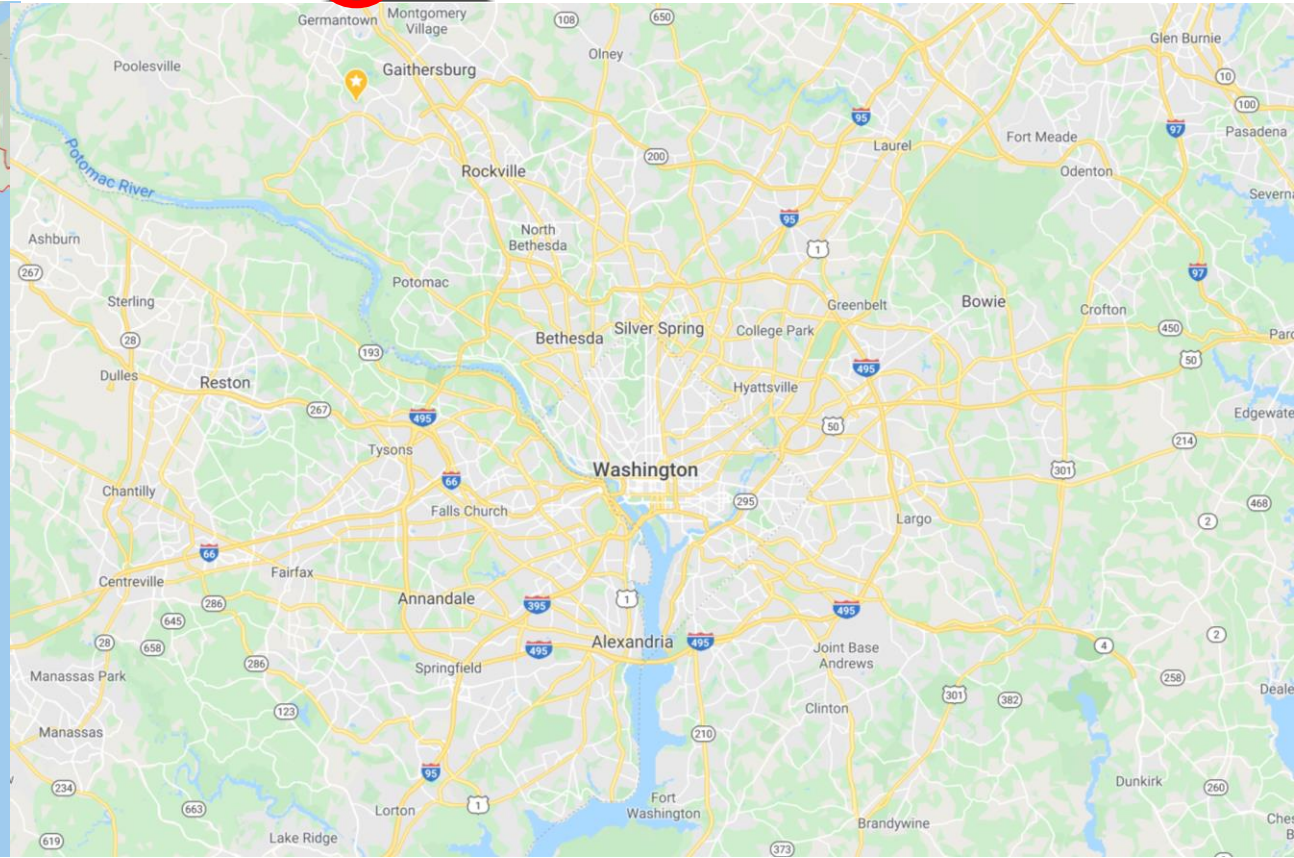 Germantown
Montgomery
Village
108
650
Olney
Glen Burnie
Poolesville
Gaithersburg
10
100
95
97
Pasadena
Fort Meade
Laurel
200
Odenton
Potomac River
Rockville
Severna
95
North
Bethesda
Ashburn
1
267
97
Potomac
Sterling
Greenbelt
Bowie
Crofton
Silver Spring
College Park
450
28
Bethesda
50
193
495
Dulles
Reston
Hyattsville
267
495
50
Edgewate
214
Tysons
Washington
301
66
Chantilly
295
468
Falls Church
Largo
2
66
Fairfax
Centreville
Annandale
286
395
1
495
645
2
28
658
Alexandria
495
495
4
Joint Base
Andrews
286
Springfield
Manassas Park
258
301
382
123
Clinton
Manassas
210
95
Dunkirk
234
260
Fort
Washington
1
663
Lorton
Brandywine
Lake Ridge
619
373